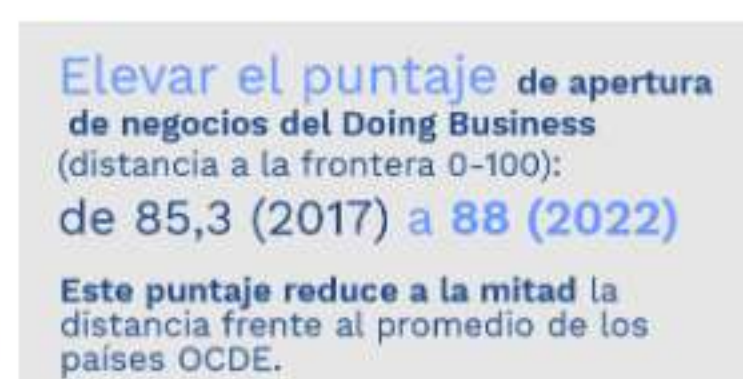 Elevar el puntaje de apertura
de negocios del Doing Business
(distancia a la frontera 0-100):
de 85,3 (2017) a 88 (2022)
Este puntaje reduce a la mitad la
distancia frente al promedio de los
países OCDE.